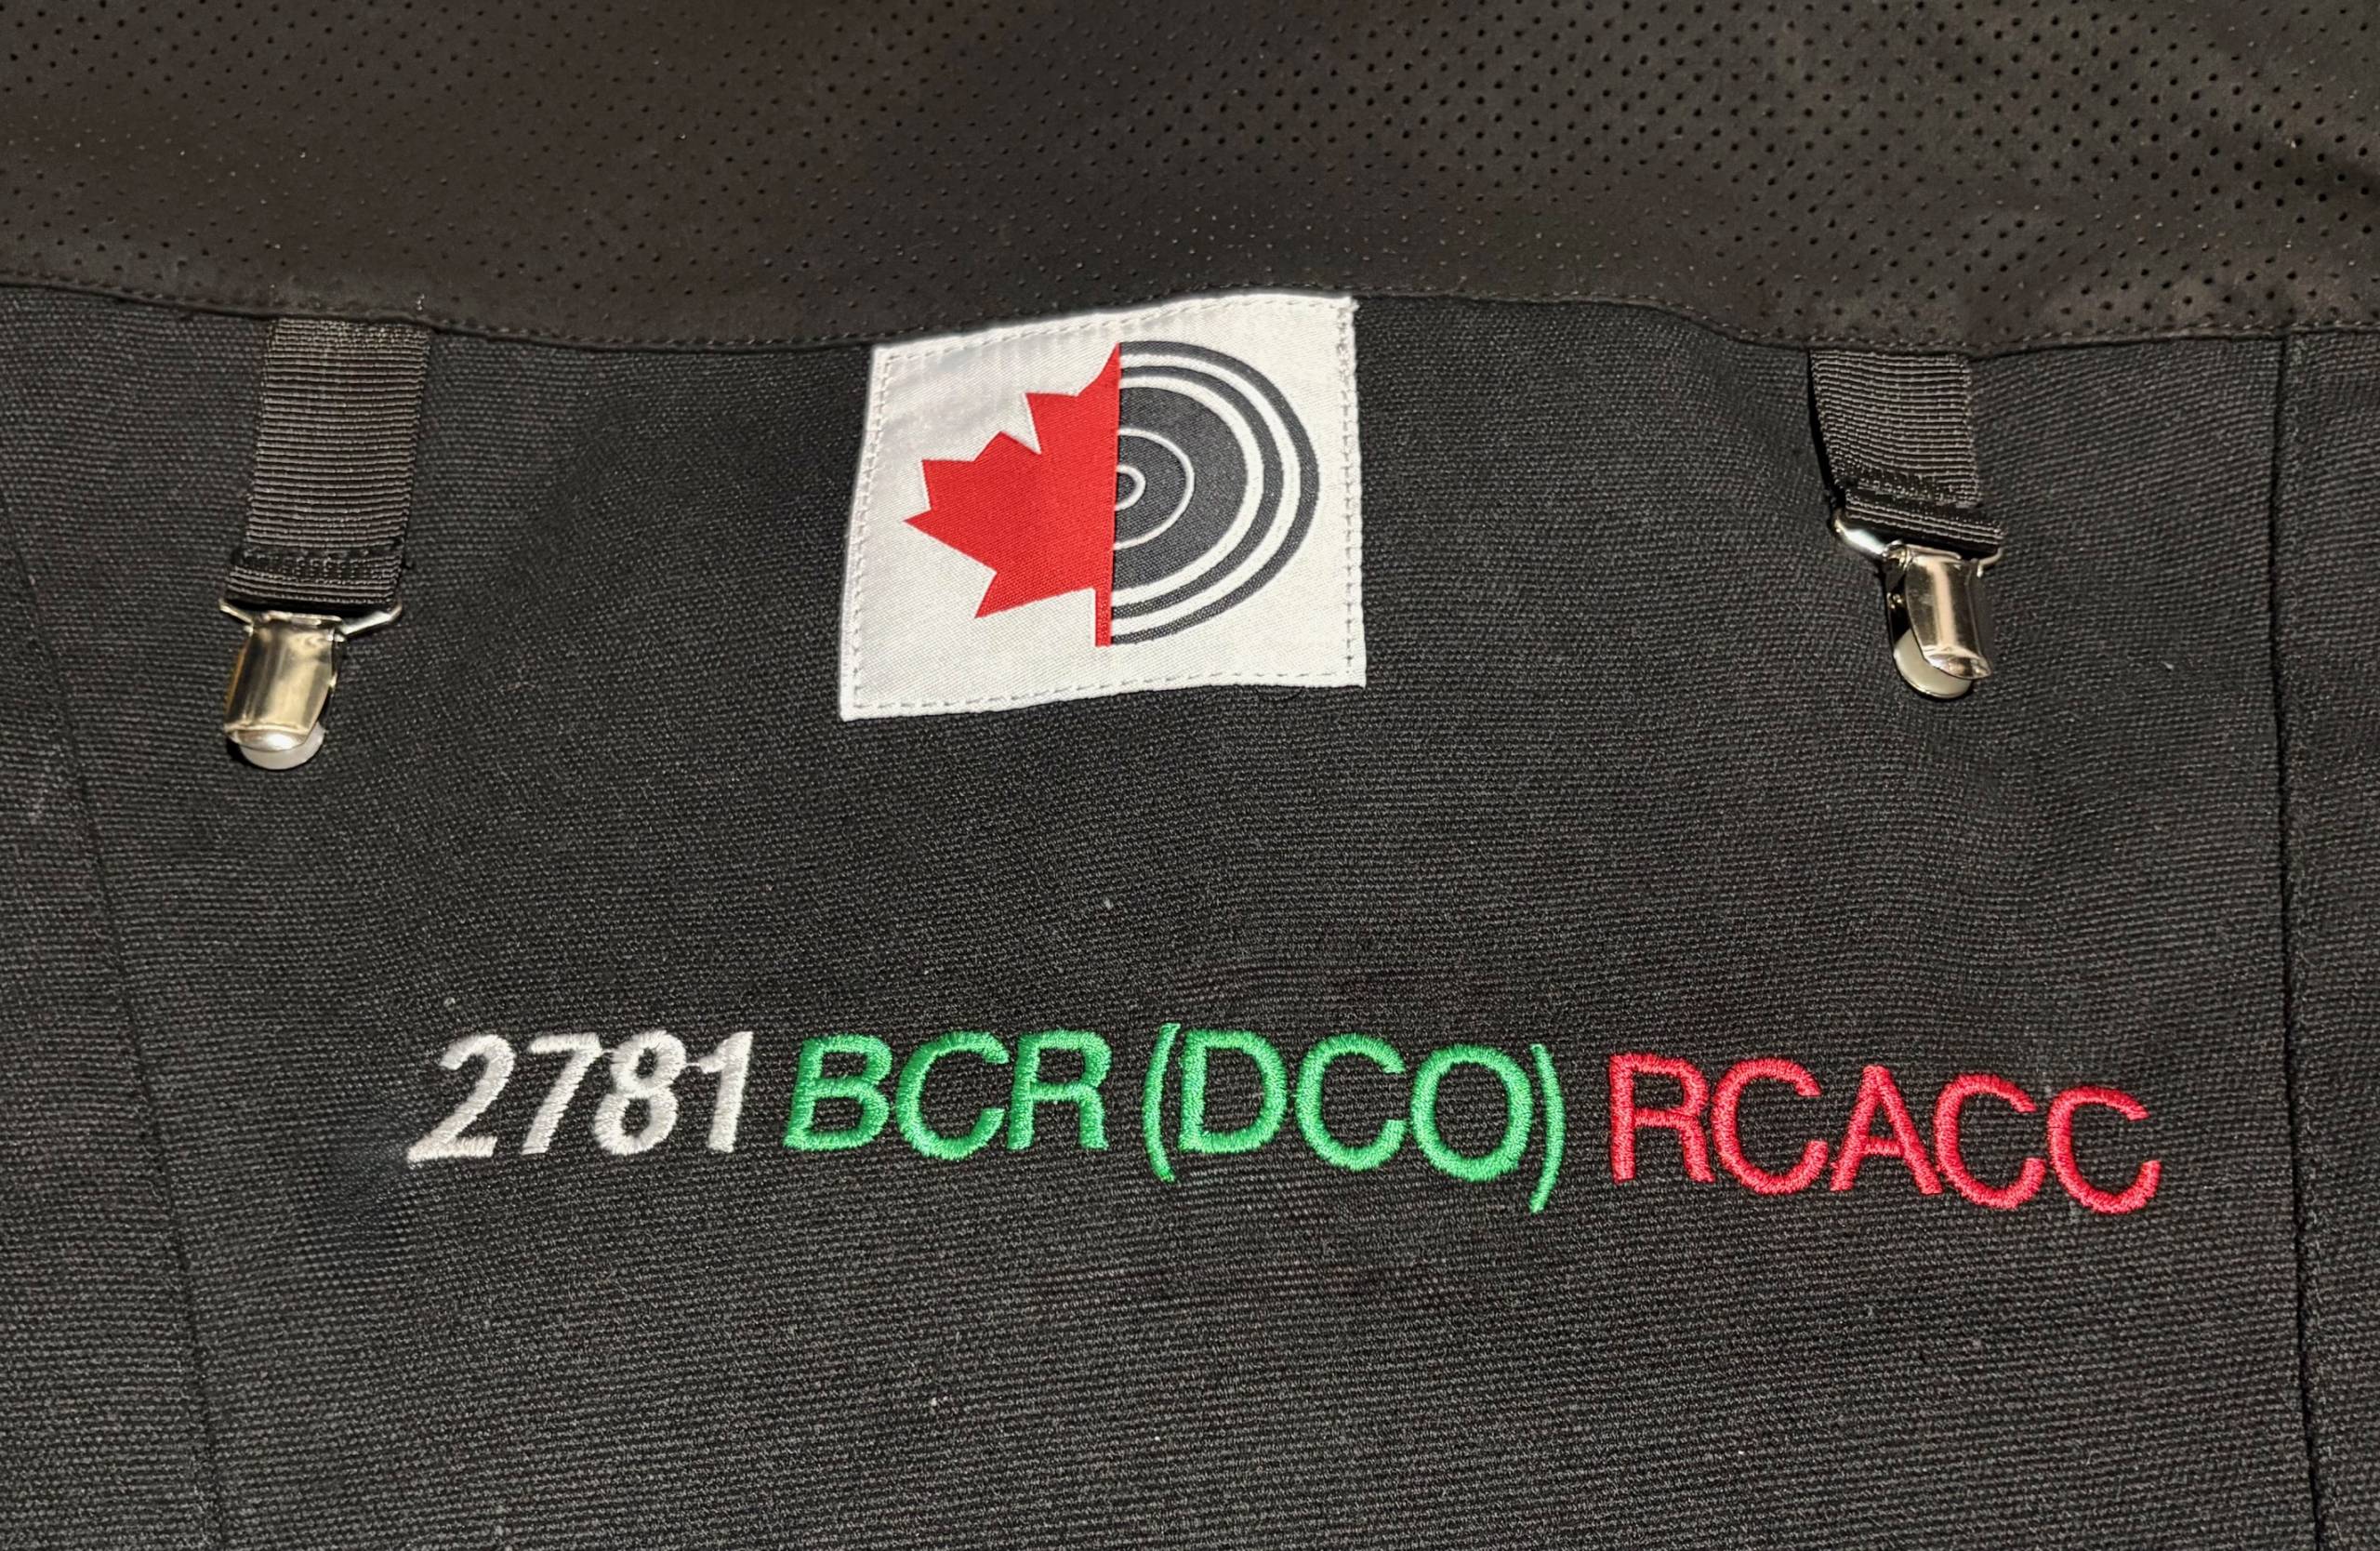 2781 BCR (DCO) RCACC